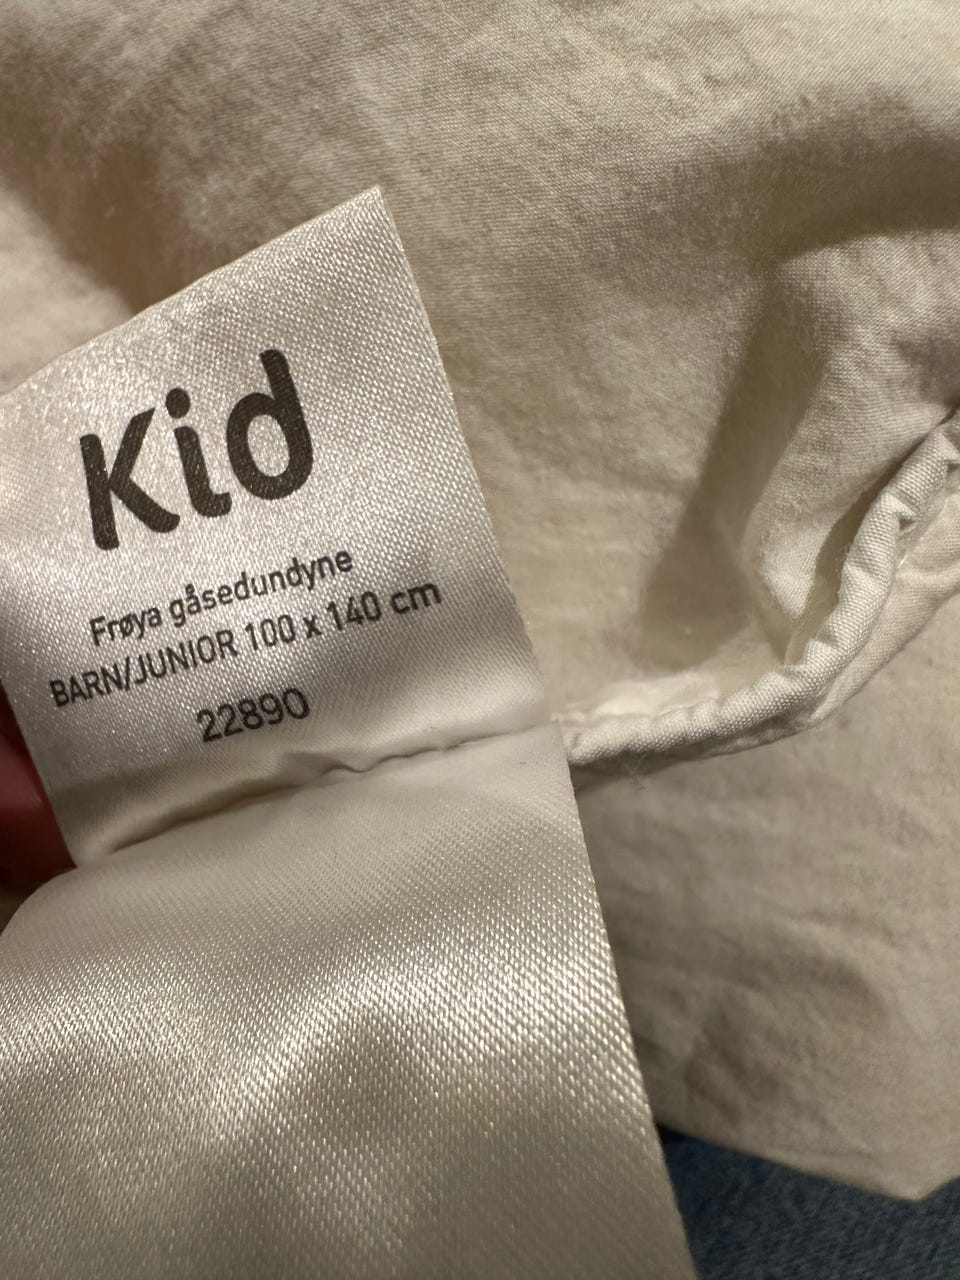 Kid
Frøya gåsedundyne
BARN/JUNIOR 100 x 140 cm
22890